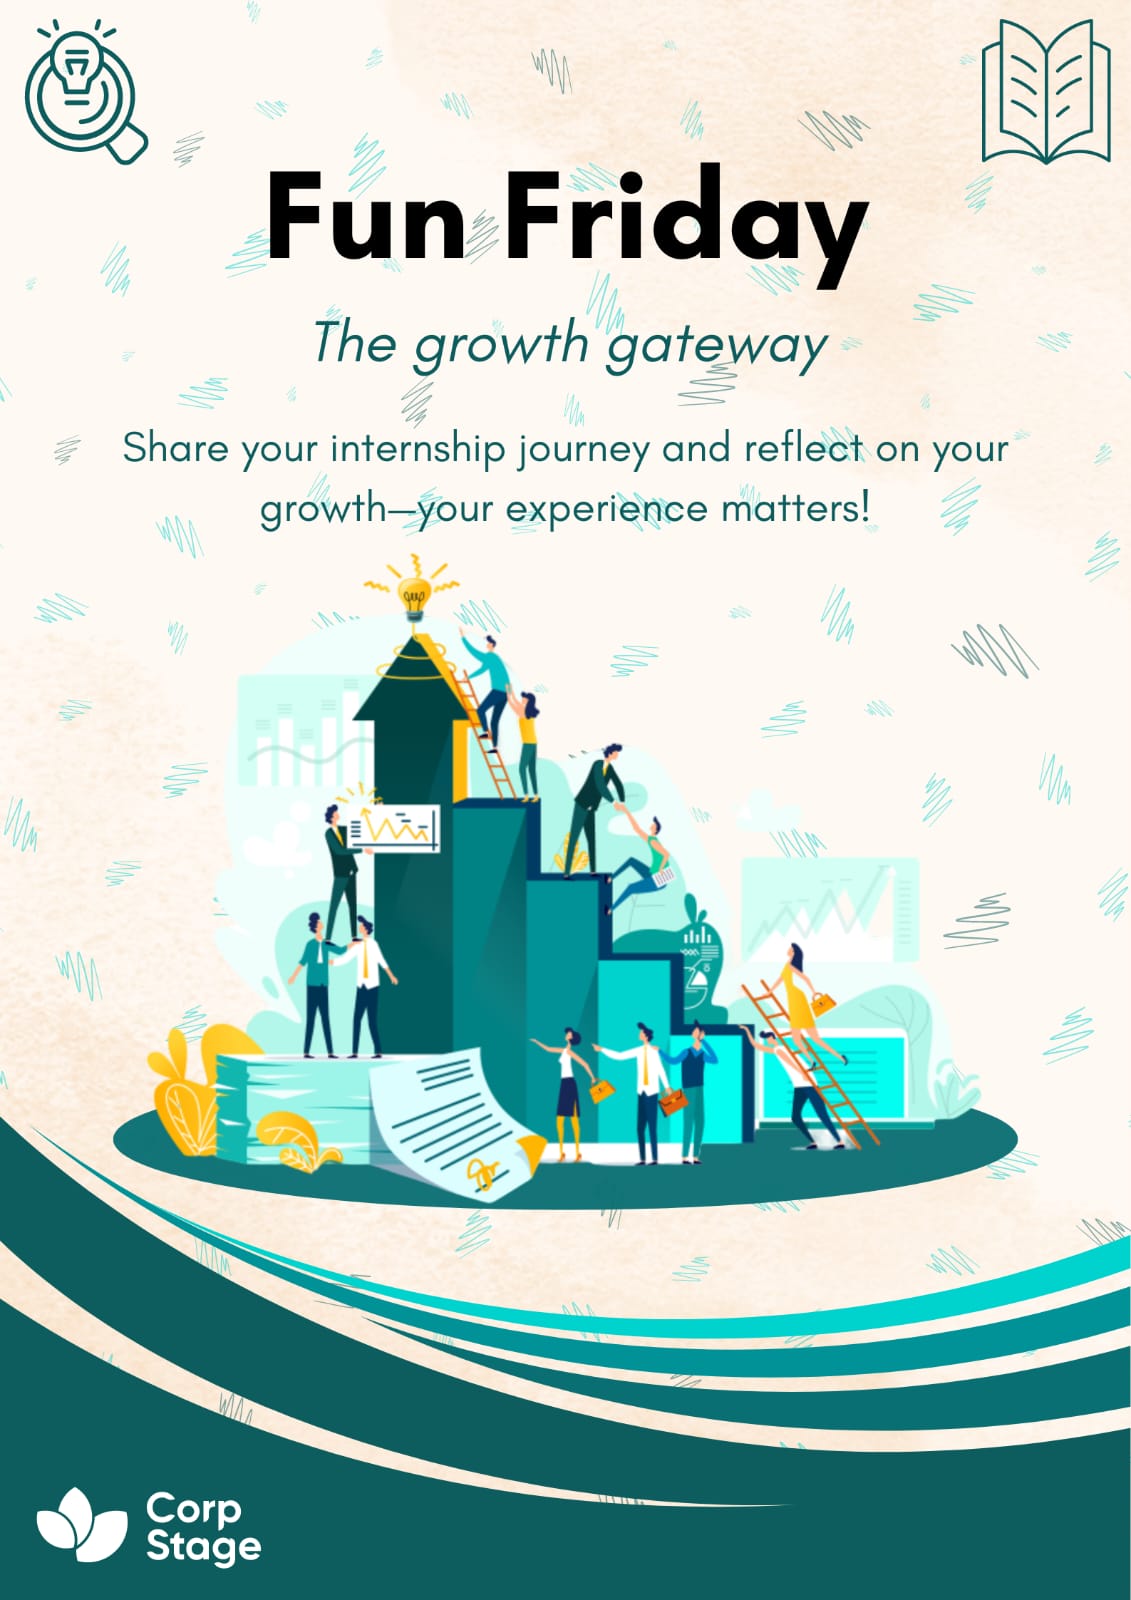 Fun Friday
The growth gateway
Share your internship journey and reflect on your
growth—your experience matters!
Corp
Stage